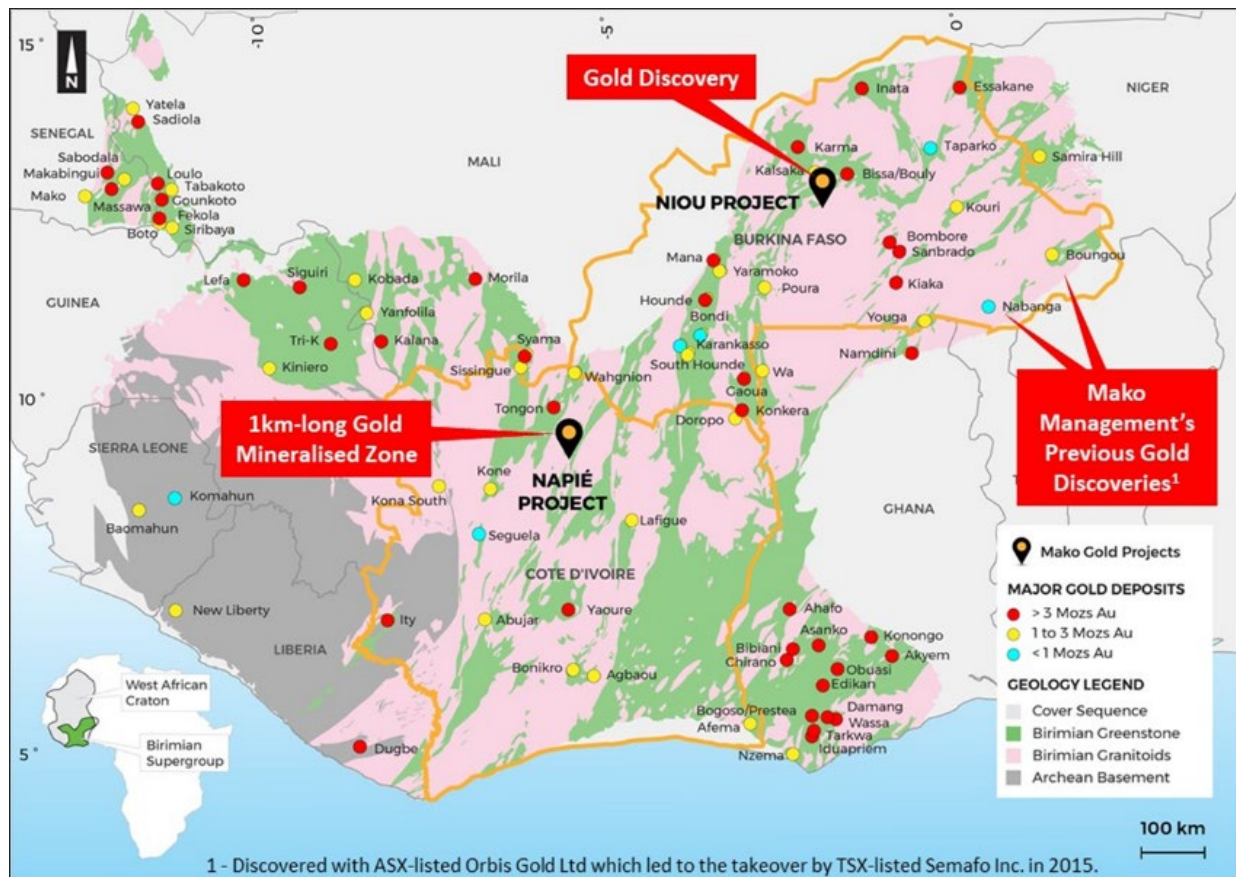 15°
-10°
-5°
0°
N
Gold Discovery
NIGER
Yatela
Sadiola
SENEGAL
MALI
Inata
Essakane
Sabodala
Makabingui
Loulo
Karma
Taparko
Samira Hill
Kalsaka
Bissa/Bouly
Mako
Massawa
Tabakoto
Gounkoto
Fekola
Boto
Siribaya
NIOU PROJECT
Kouri
BURKINA FASO
Bombore
Sanbrado
Boungou
Mana
Yaramoko
Kiaka
Lefa
Siguiri
Kobada
Morila
Poura
GUINEA
Hounde
Bondi
Nabanga
Yanfolila
Youga
Tri-K
Kalana
Syama
Karankasso
Namdini
Kiniero
Sissingue
Wahgnion
South Hounde
Wa
Gaoua
10°
Tongon
Konkera
Doropo
1km-long Gold
Mineralised Zone
Mako
Management's
Previous Gold
Discoveries¹
SIERRA LEONE
Komahun
Baomahun
Kone
Kona South
NAPIÉ
PROJECT
Lafigue
GHANA
Seguela
COTE D'IVOIRE
New Liberty
Ity
Abujar
Yaoure
Ahafo
LIBERIA
Asanko
Konongo
Bibiani
Chirano
Akyem
Bonikro
Agbaou
Obuasi
Edikan
Bogoso/Prestea
Damang
Afema
Wassa
Tarkwa
Iduapriem
Nzema
Dugbe
5°
West African
Craton
Birimian
Supergroup
Mako Gold Projects
MAJOR GOLD DEPOSITS
> 3 Mozs Au
1 to 3 Mozs Au
< 1 Mozs Au
GEOLOGY LEGEND
Cover Sequence
Birimian Greenstone
Birimian Granitoids
Archean Basement
100 km
1 - Discovered with ASX-listed Orbis Gold Ltd which led to the takeover by TSX-listed Semafo Inc. in 2015.